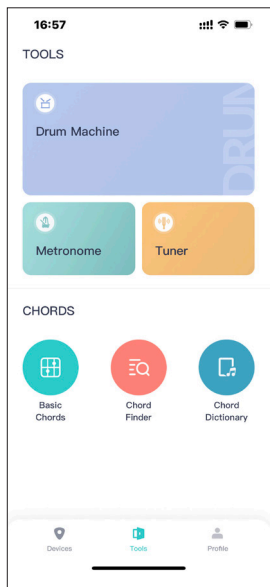 16:57
TOOLS
Drum Machine
DRUM
Metronome
Tuner
CHORDS
Basic
Chords
Chord
Finder
Chord
Dictionary
Devices
Tools
Profile